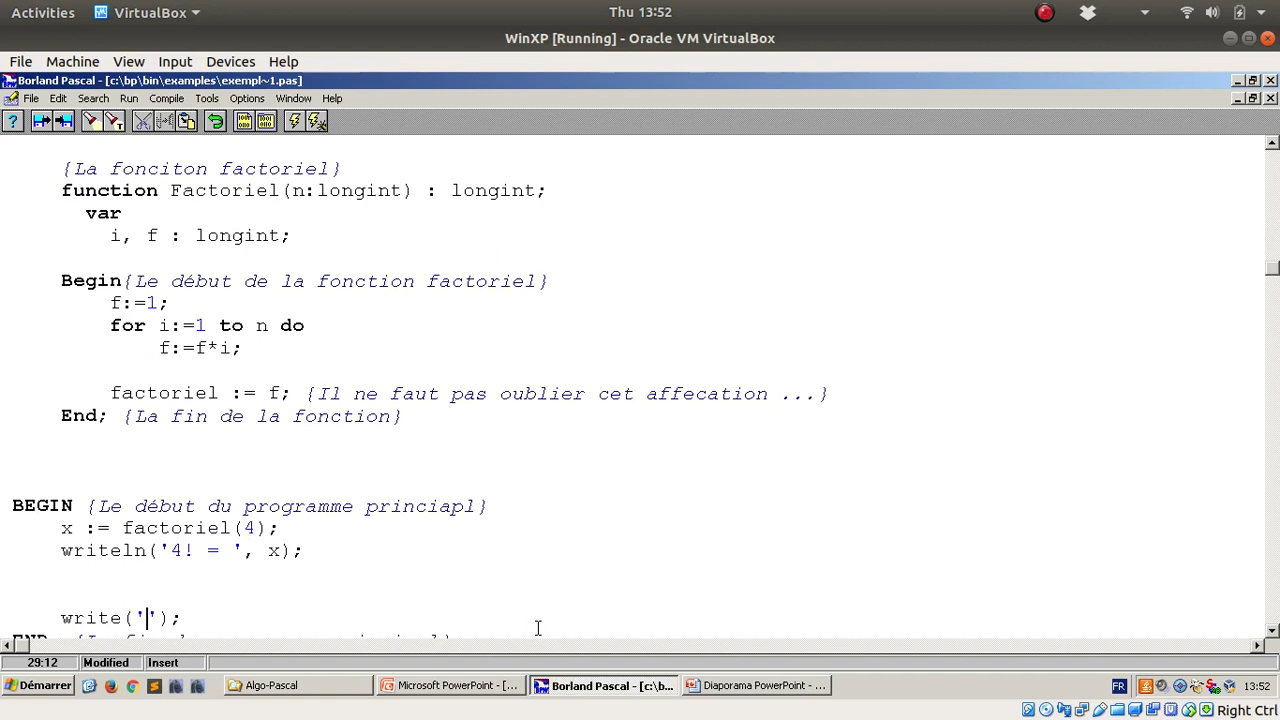 Activities VirtualBox Thu 13:52
WinXP [Running] - Oracle VM VirtualBox
File Machine View Input Devices Help
Borland Pascal - [c:\bp\bin\examples\exempl~1.pas]
File Edit Search Run Compile Tools Options Window Help
{La fonciton factoriel}
function Factoriel(n:longint) : longint;
var
i, f : longint;
Begin{Le début de la fonction factoriel}
f:=1;
for i:=1 to n do
f:=f*i;
factoriel := f; {Il ne faut pas oublier cet affecation ...}
End; {La fin de la fonction}
BEGIN {Le début du programme princiapl}
x := factoriel(4);
writeln('4! = ', x);
write('');
29:12 Modified Insert
Démarrer Algo-Pascal Microsoft PowerPoint - [... Borland Pascal - [c:\b... Diaporama PowerPoint - ... FR 13:52
Right Ctrl